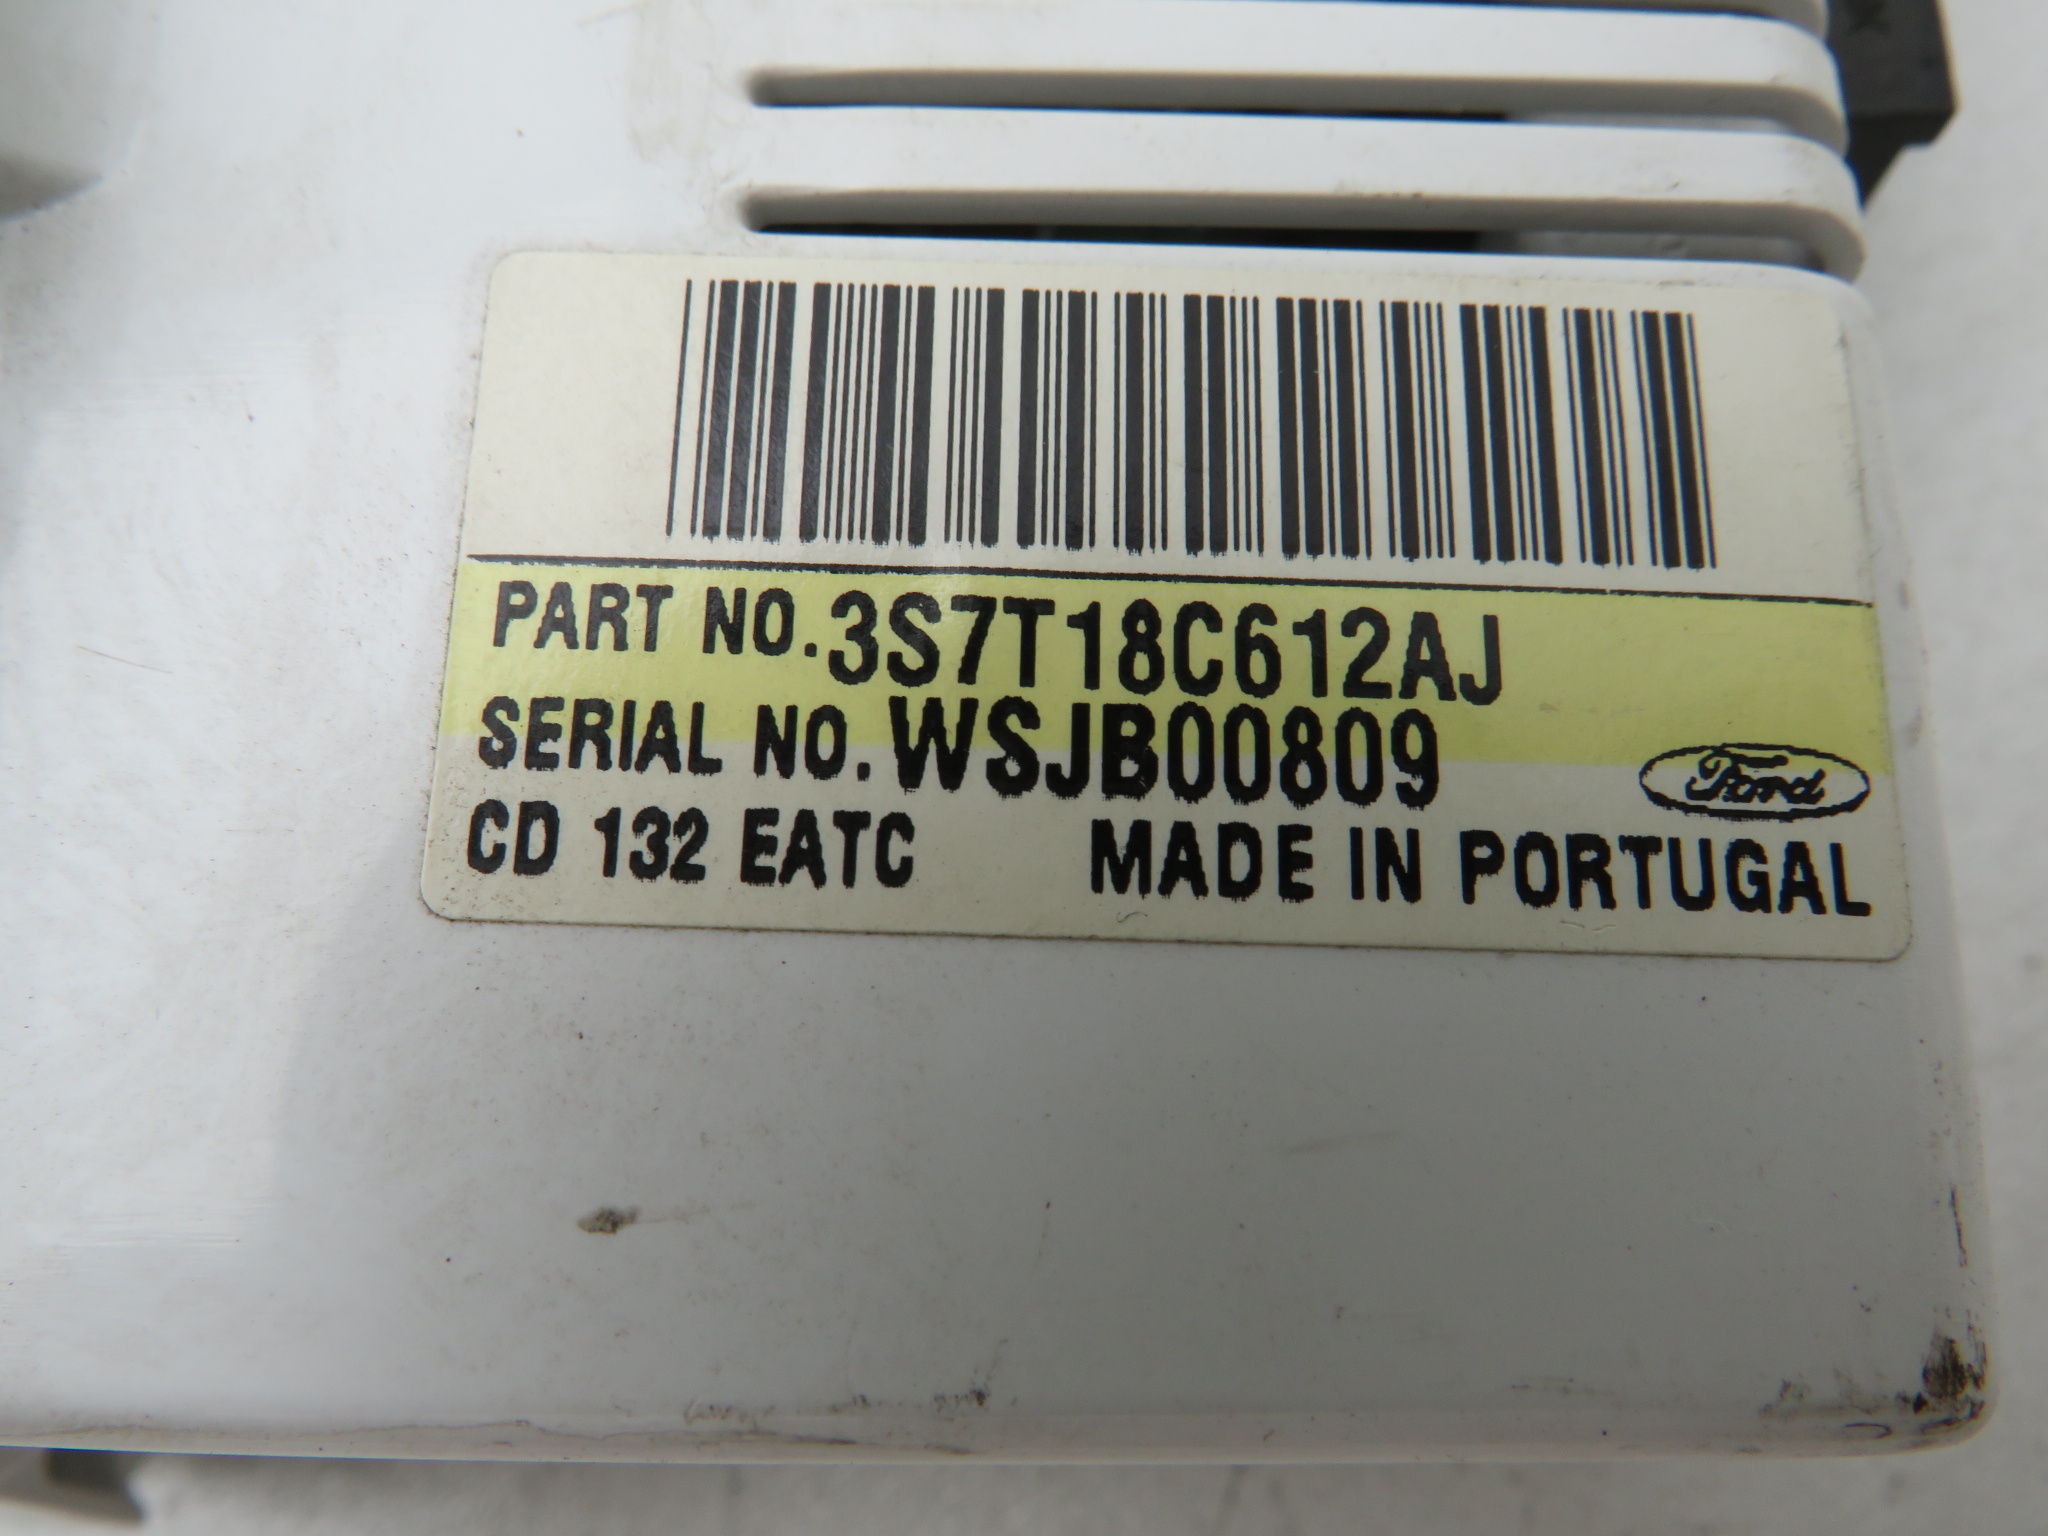 PART NO.3S7T18C612AJ
SERIAL NO.WSJB00809
Ford
CD 132 EATC MADE IN PORTUGAL